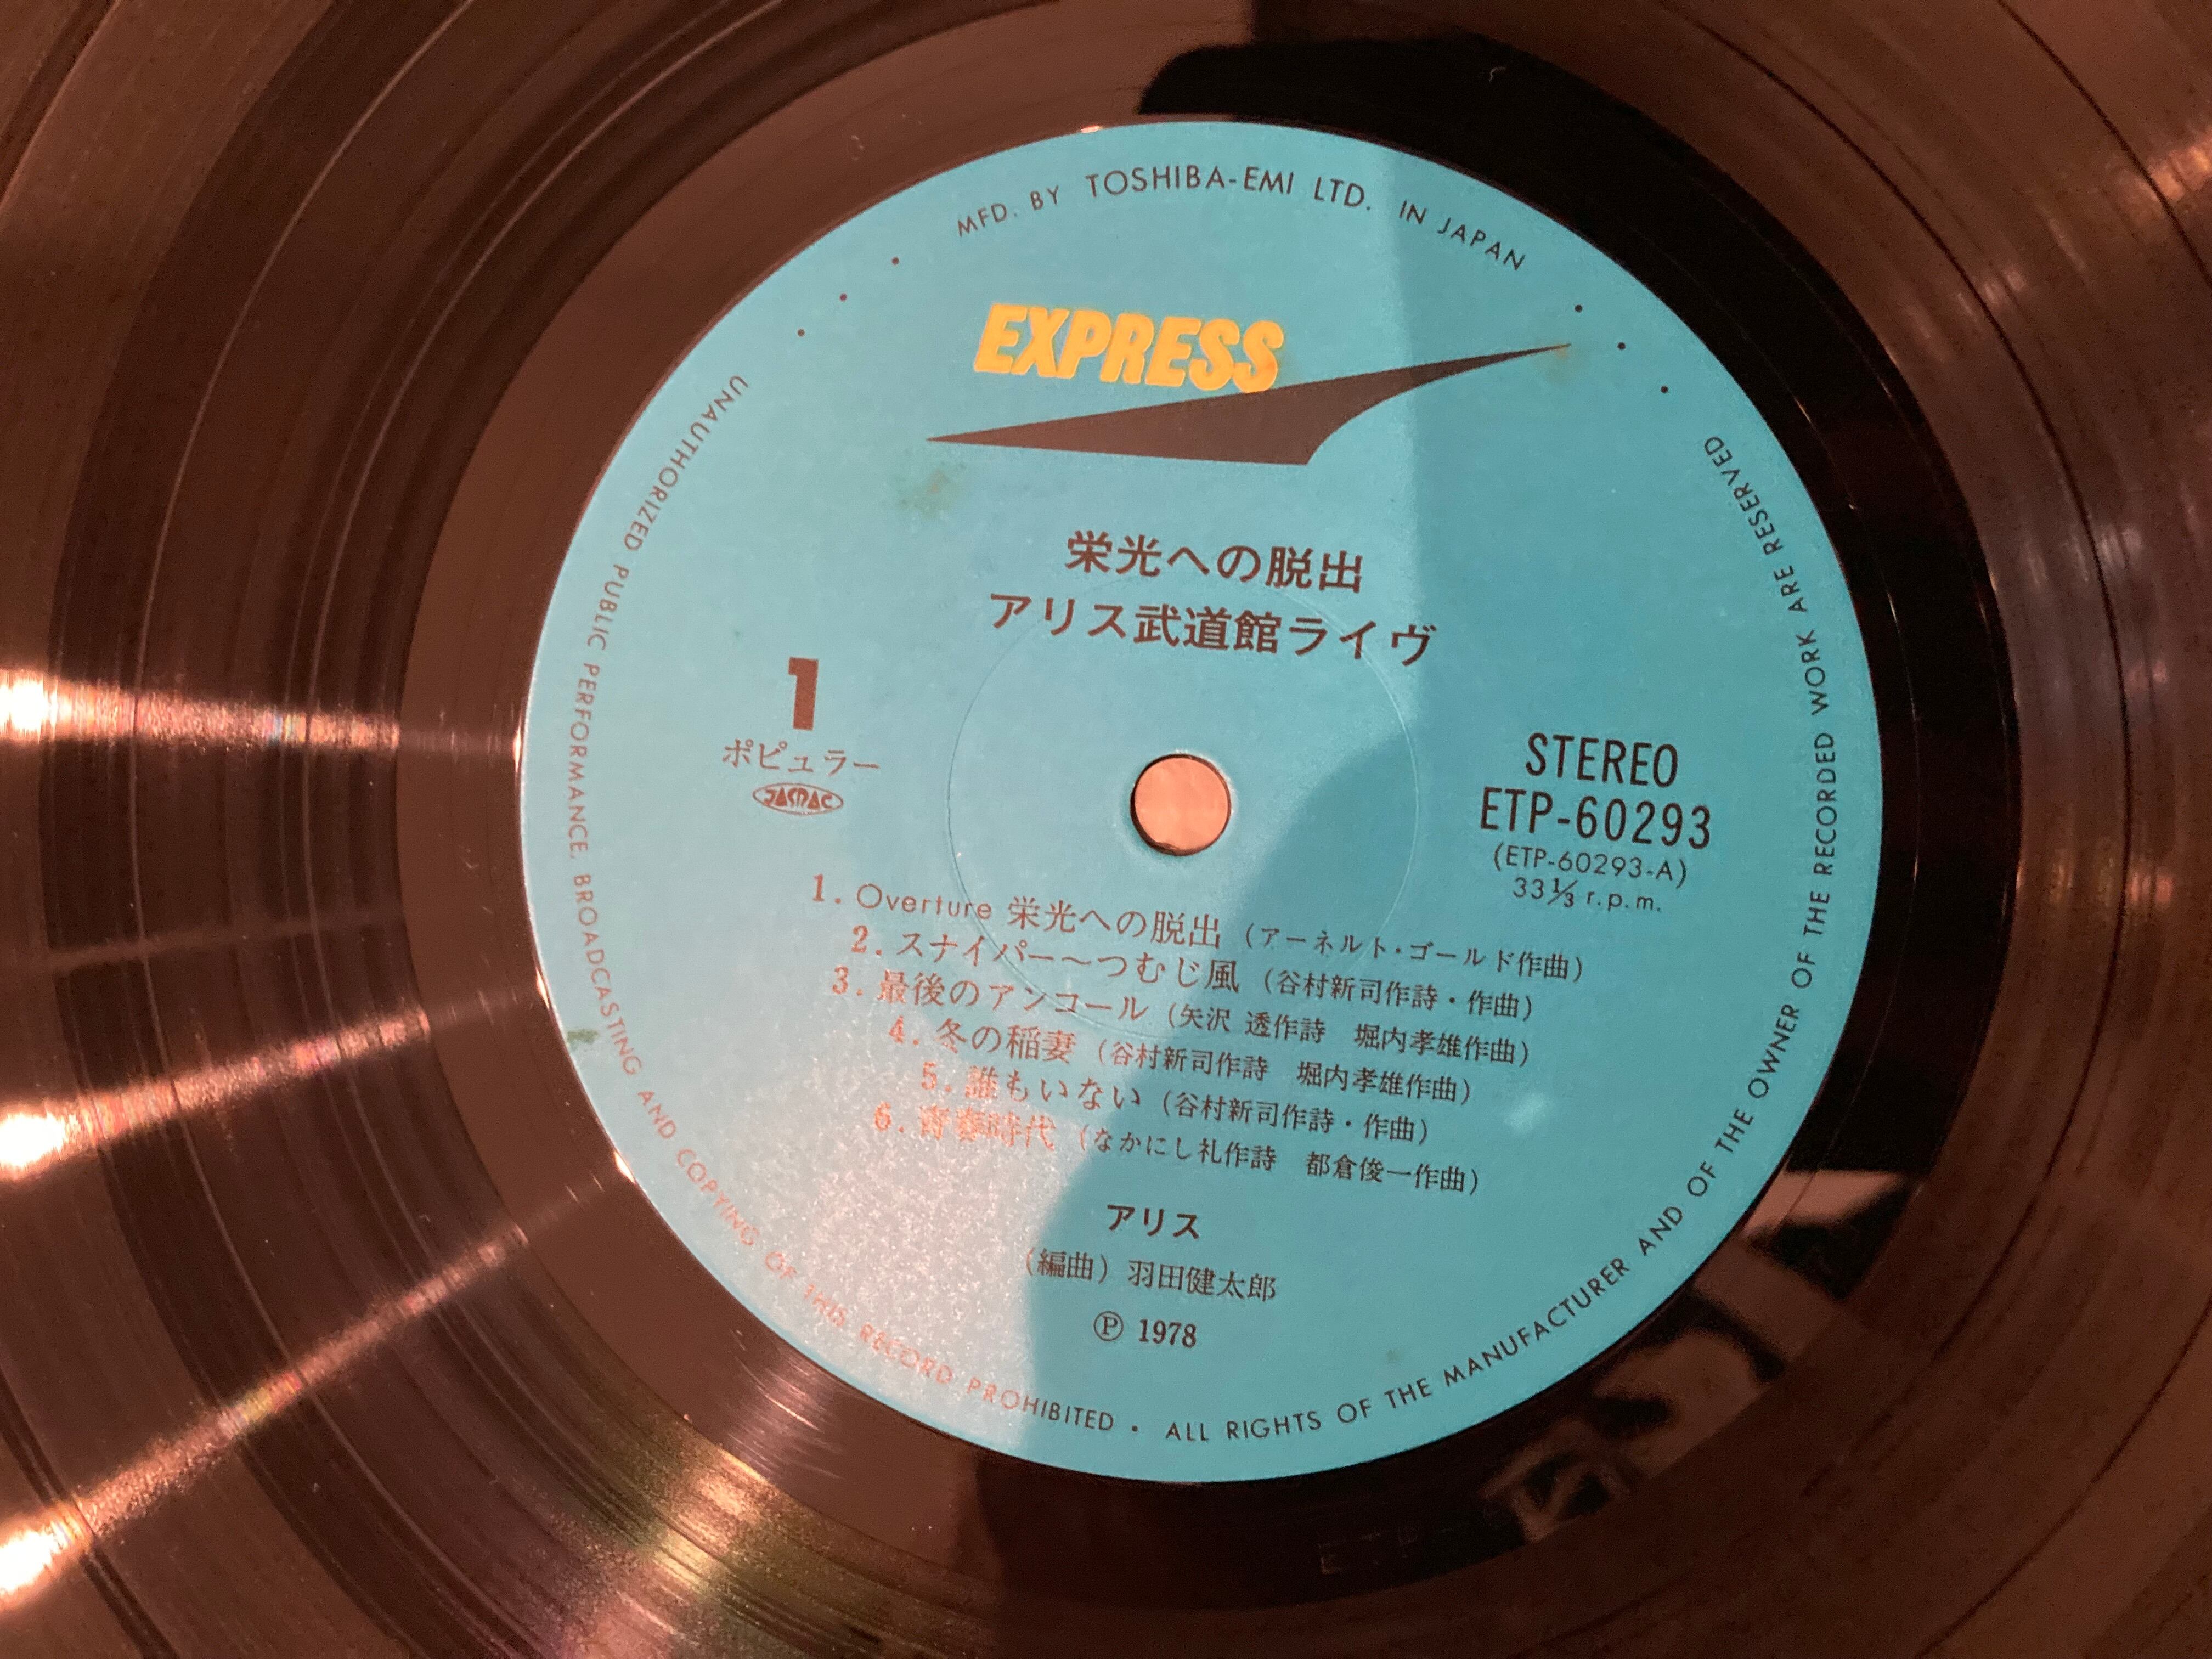 MFD. BY TOSHIBA-EMI LTD. IN JAPAN
EXPRESS
栄光への脱出
アリス武道館ライヴ
1
ポピュラー
JASRAC
STEREO
ETP-60293
(ETP-60293-A)
33⅓ r.p.m.
1. Overture 栄光への脱出 (アーネルト・ゴールド作曲)
2. スナイパー〜つむじ風 (谷村新司作詩・作曲)
3. 最後のアンコール (矢沢 透作詩 堀内孝雄作曲)
4. 冬の稲妻 (谷村新司作詩 堀内孝雄作曲)
5. 誰もいない (谷村新司作詩・作曲)
6. 青春時代 (なかにし礼作詩 都倉俊一作曲)
アリス
(編曲) 羽田健太郎
Ⓟ 1978
UNAUTHORIZED PUBLIC PERFORMANCE, BROADCASTING AND COPYING OF THIS RECORD PROHIBITED • ALL RIGHTS OF THE MANUFACTURER AND OF THE OWNER OF THE RECORDED WORK ARE RESERVED